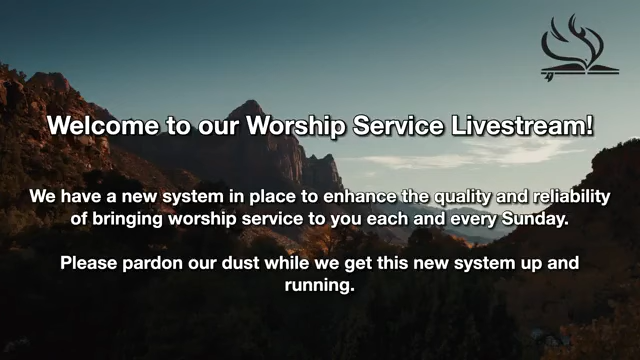 Welcome to our Worship Service Livestream!
We have a new system in place to enhance the quality and reliability
of bringing worship service to you each and every Sunday.
Please pardon our dust while we get this new system up and
running.